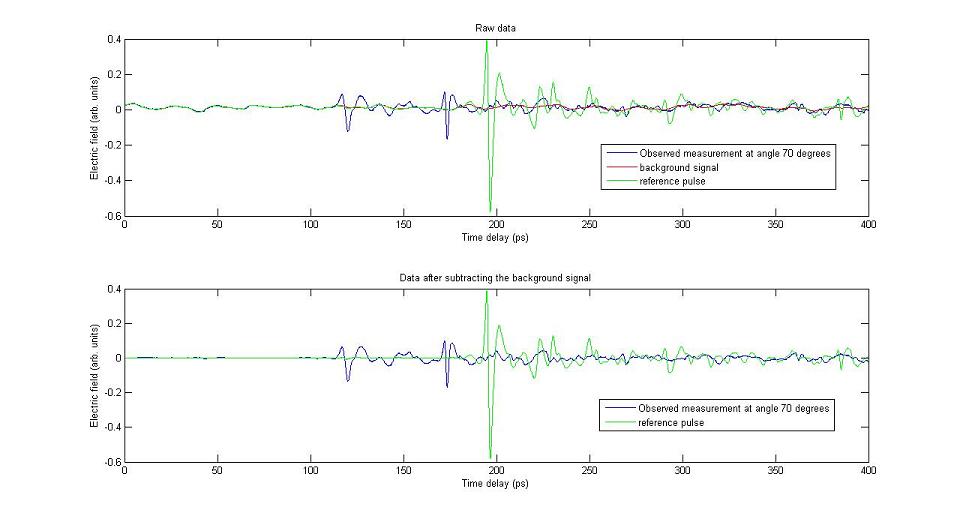 Raw data
0.4
0.2
0
-0.2
-0.4
-0.6
Electric field (arb. units)
Observed measurement at angle 70 degrees
background signal
reference pulse
0 50 100 150 200 250 300 350 400
Time delay (ps)
Data after subtracting the background signal
0.4
0.2
0
-0.2
-0.4
-0.6
Electric field (arb. units)
Observed measurement at angle 70 degrees
reference pulse
0 50 100 150 200 250 300 350 400
Time delay (ps)